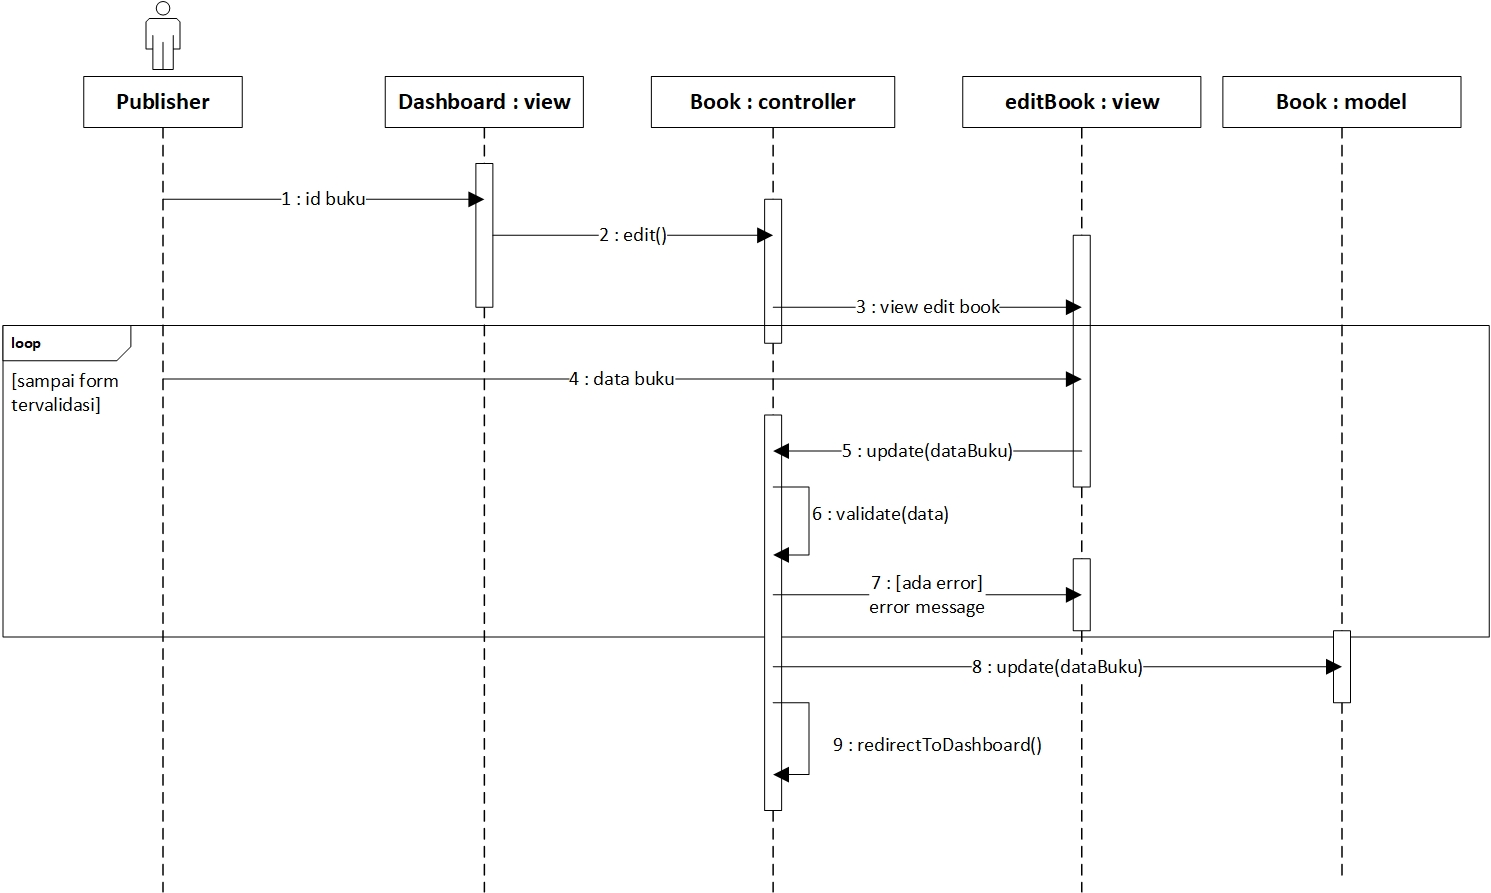 Publisher
Dashboard : view
Book : controller
editBook : view
Book : model
1 : id buku
2 : edit()
3 : view edit book
loop
[sampai form
tervalidasi]
4 : data buku
5 : update(dataBuku)
6 : validate(data)
7 : [ada error]
error message
8 : update(dataBuku)
9 : redirectToDashboard()